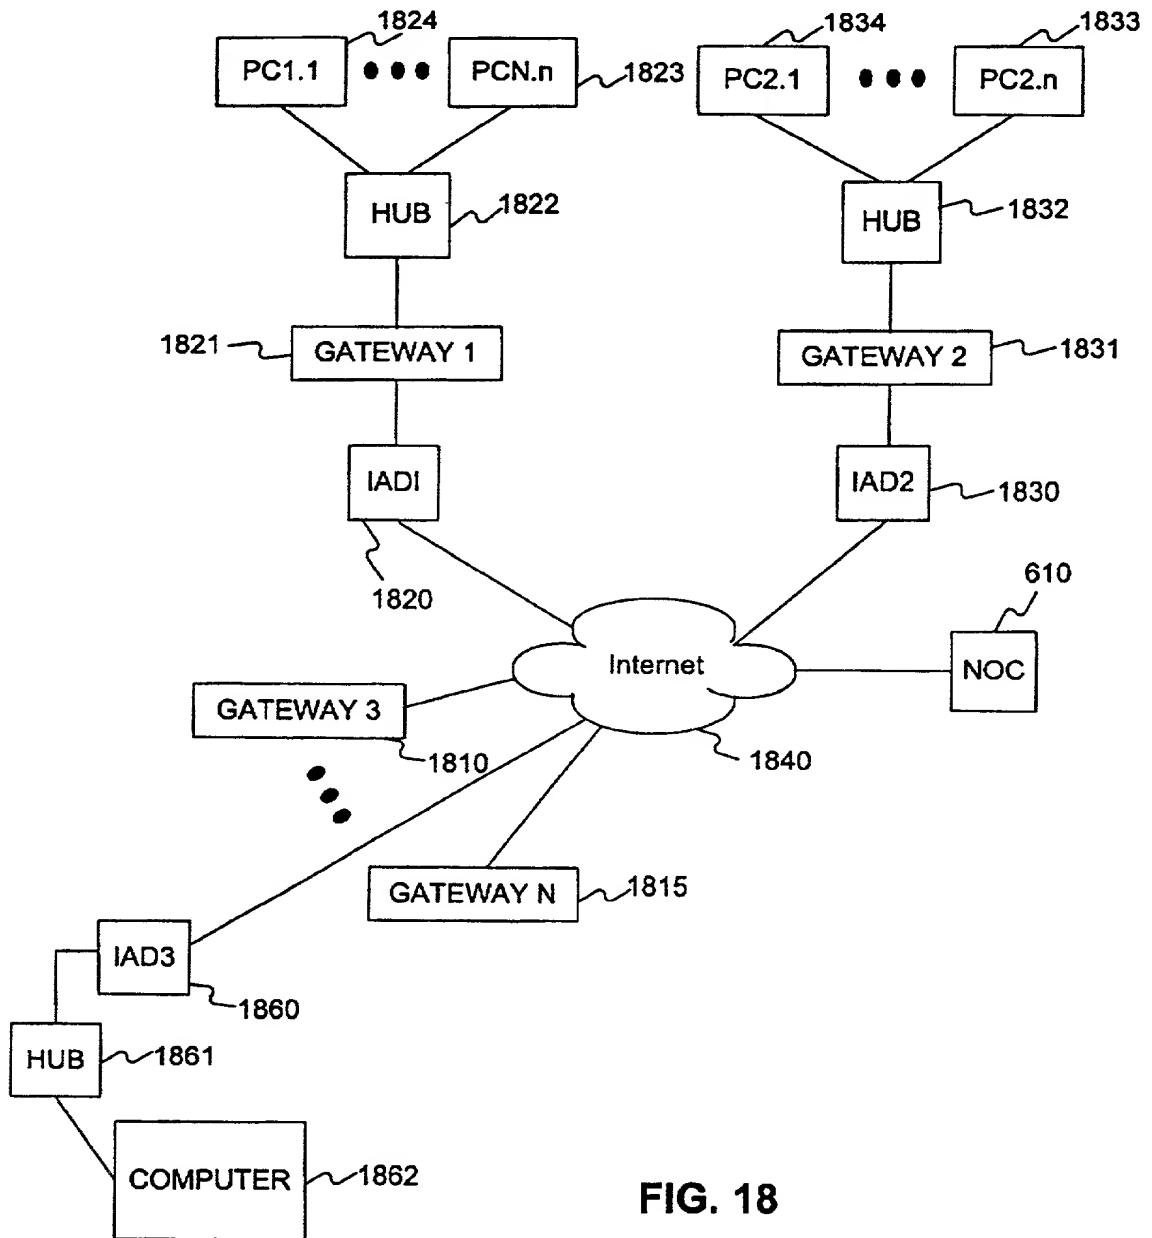 1824
1834
1833
PC1.1
PCN.n
1823
PC2.1
PC2.n
HUB
1822
HUB
1832
1821
GATEWAY 1
GATEWAY 2
1831
IADI
IAD2
1830
1820
610
Internet
NOC
GATEWAY 3
1810
1840
GATEWAY N
1815
IAD3
1860
HUB
1861
COMPUTER
1862
FIG. 18